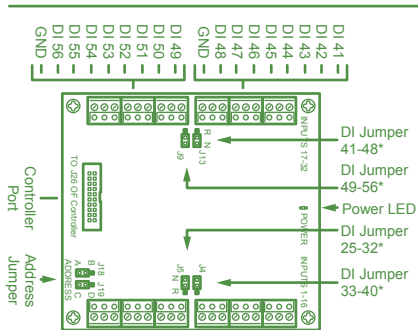 GND
DI 56
DI 55
DI 54
DI 53
DI 52
DI 51
DI 50
DI 49
GND
DI 48
DI 47
DI 46
DI 45
DI 44
DI 43
DI 42
DI 41
R N
J9
J13
INPUTS 17-32
TO J26 OF Controller
POWER
INPUTS 1-16
J5
N R
J4
ADDRESS
A B J18
C D J19
Controller
Port
Address
Jumper
DI Jumper
41-48*
DI Jumper
49-56*
Power LED
DI Jumper
25-32*
DI Jumper
33-40*